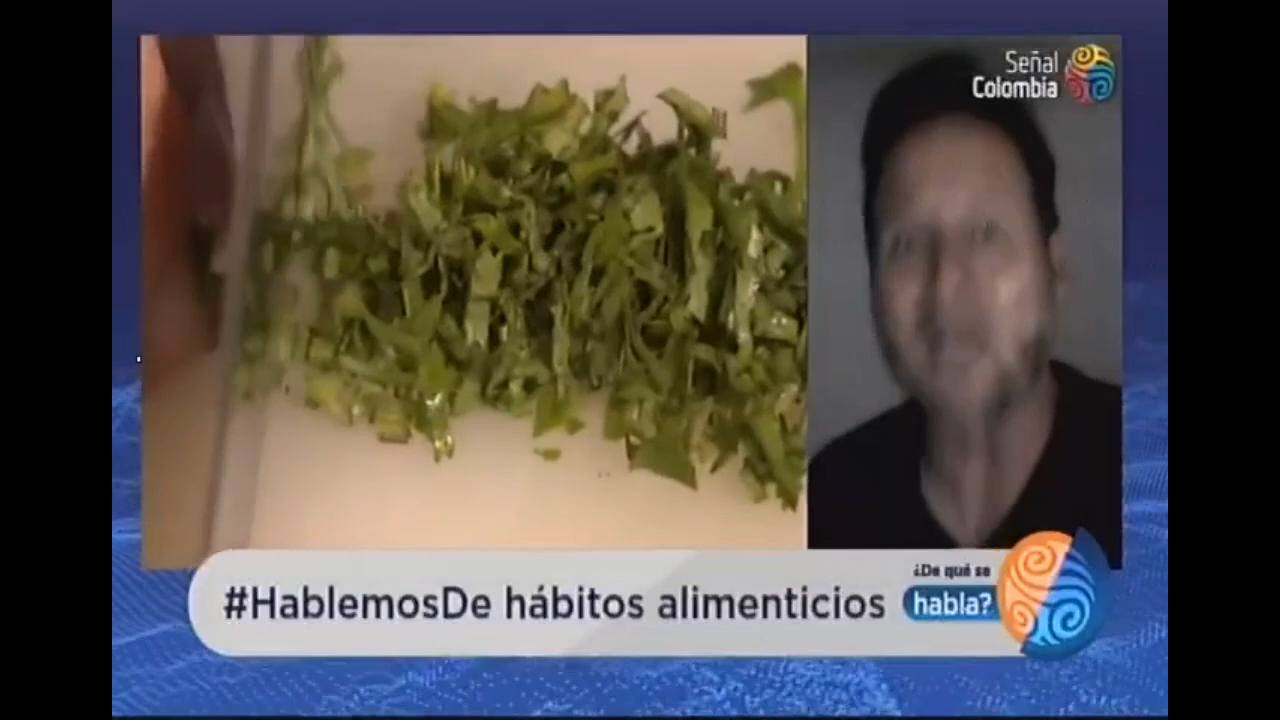 Señal
Colombia
#HablemosDe hábitos alimenticios
¿De qué se
habla?